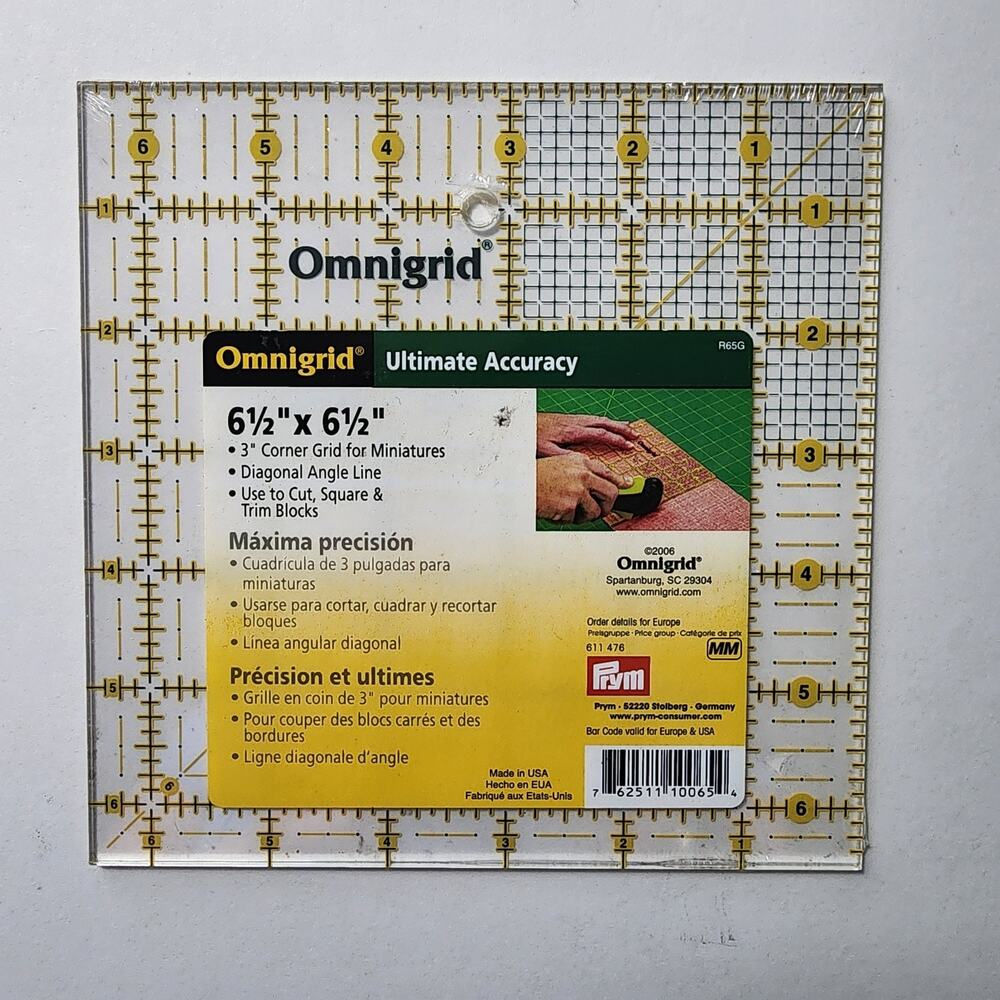 6 5 4 3 2 1
1 1
Omnigrid®
2 2
Omnigrid® Ultimate Accuracy R65G
6½" x 6½"
• 3" Corner Grid for Miniatures
• Diagonal Angle Line
• Use to Cut, Square &
Trim Blocks
3 3
Máxima precisión
• Cuadrícula de 3 pulgadas para
miniaturas
• Usarse para cortar, cuadrar y recortar
bloques
• Línea angular diagonal
4 4
Précision et ultimes
• Grille en coin de 3" pour miniatures
• Pour couper des blocs carrés et des
bordures
• Ligne diagonale d'angle
5 5
©2006
Omnigrid®
Spartanburg, SC 29304
www.omnigrid.com
Order details for Europe
Preisgruppe · Price group · Catégorie de prix
611 476 MM
Prym
Prym · 52220 Stolberg · Germany
www.prym-consumer.com
Bar Code valid for Europe & USA
Made in USA
Hecho en EUA
Fabriqué aux Etats-Unis
7 62511 10065 4
6
6 6
6 5 4 3 2 1